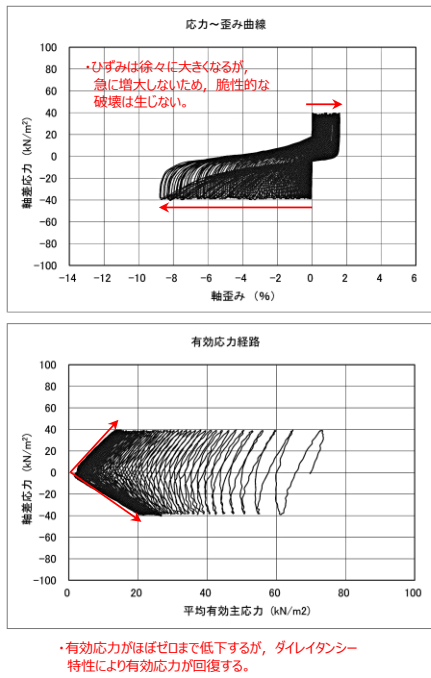 応力～歪み曲線
・ひずみは徐々に大きくなるが,
急に増大しないため, 脆性的な
破壊は生じない。
軸差応力 (kN/m²)
100
80
60
40
20
0
-20
-40
-60
-80
-100
-14 -12 -10 -8 -6 -4 -2 0 2 4 6
軸歪み (%)
有効応力経路
軸差応力 (kN/m²)
100
80
60
40
20
0
-20
-40
-60
-80
-100
0 20 40 60 80 100
平均有効主応力 (kN/m2)
・有効応力がほぼゼロまで低下するが, ダイレイタンシー
特性により有効応力が回復する。